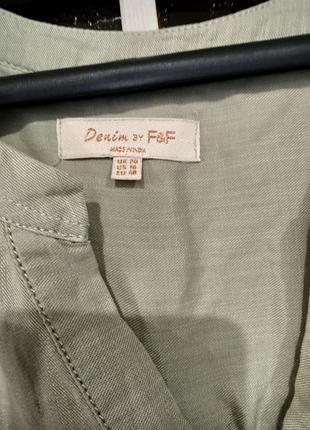 Denim BY F&F
MADE IN INDIA
UK 20
US 16
EU 48